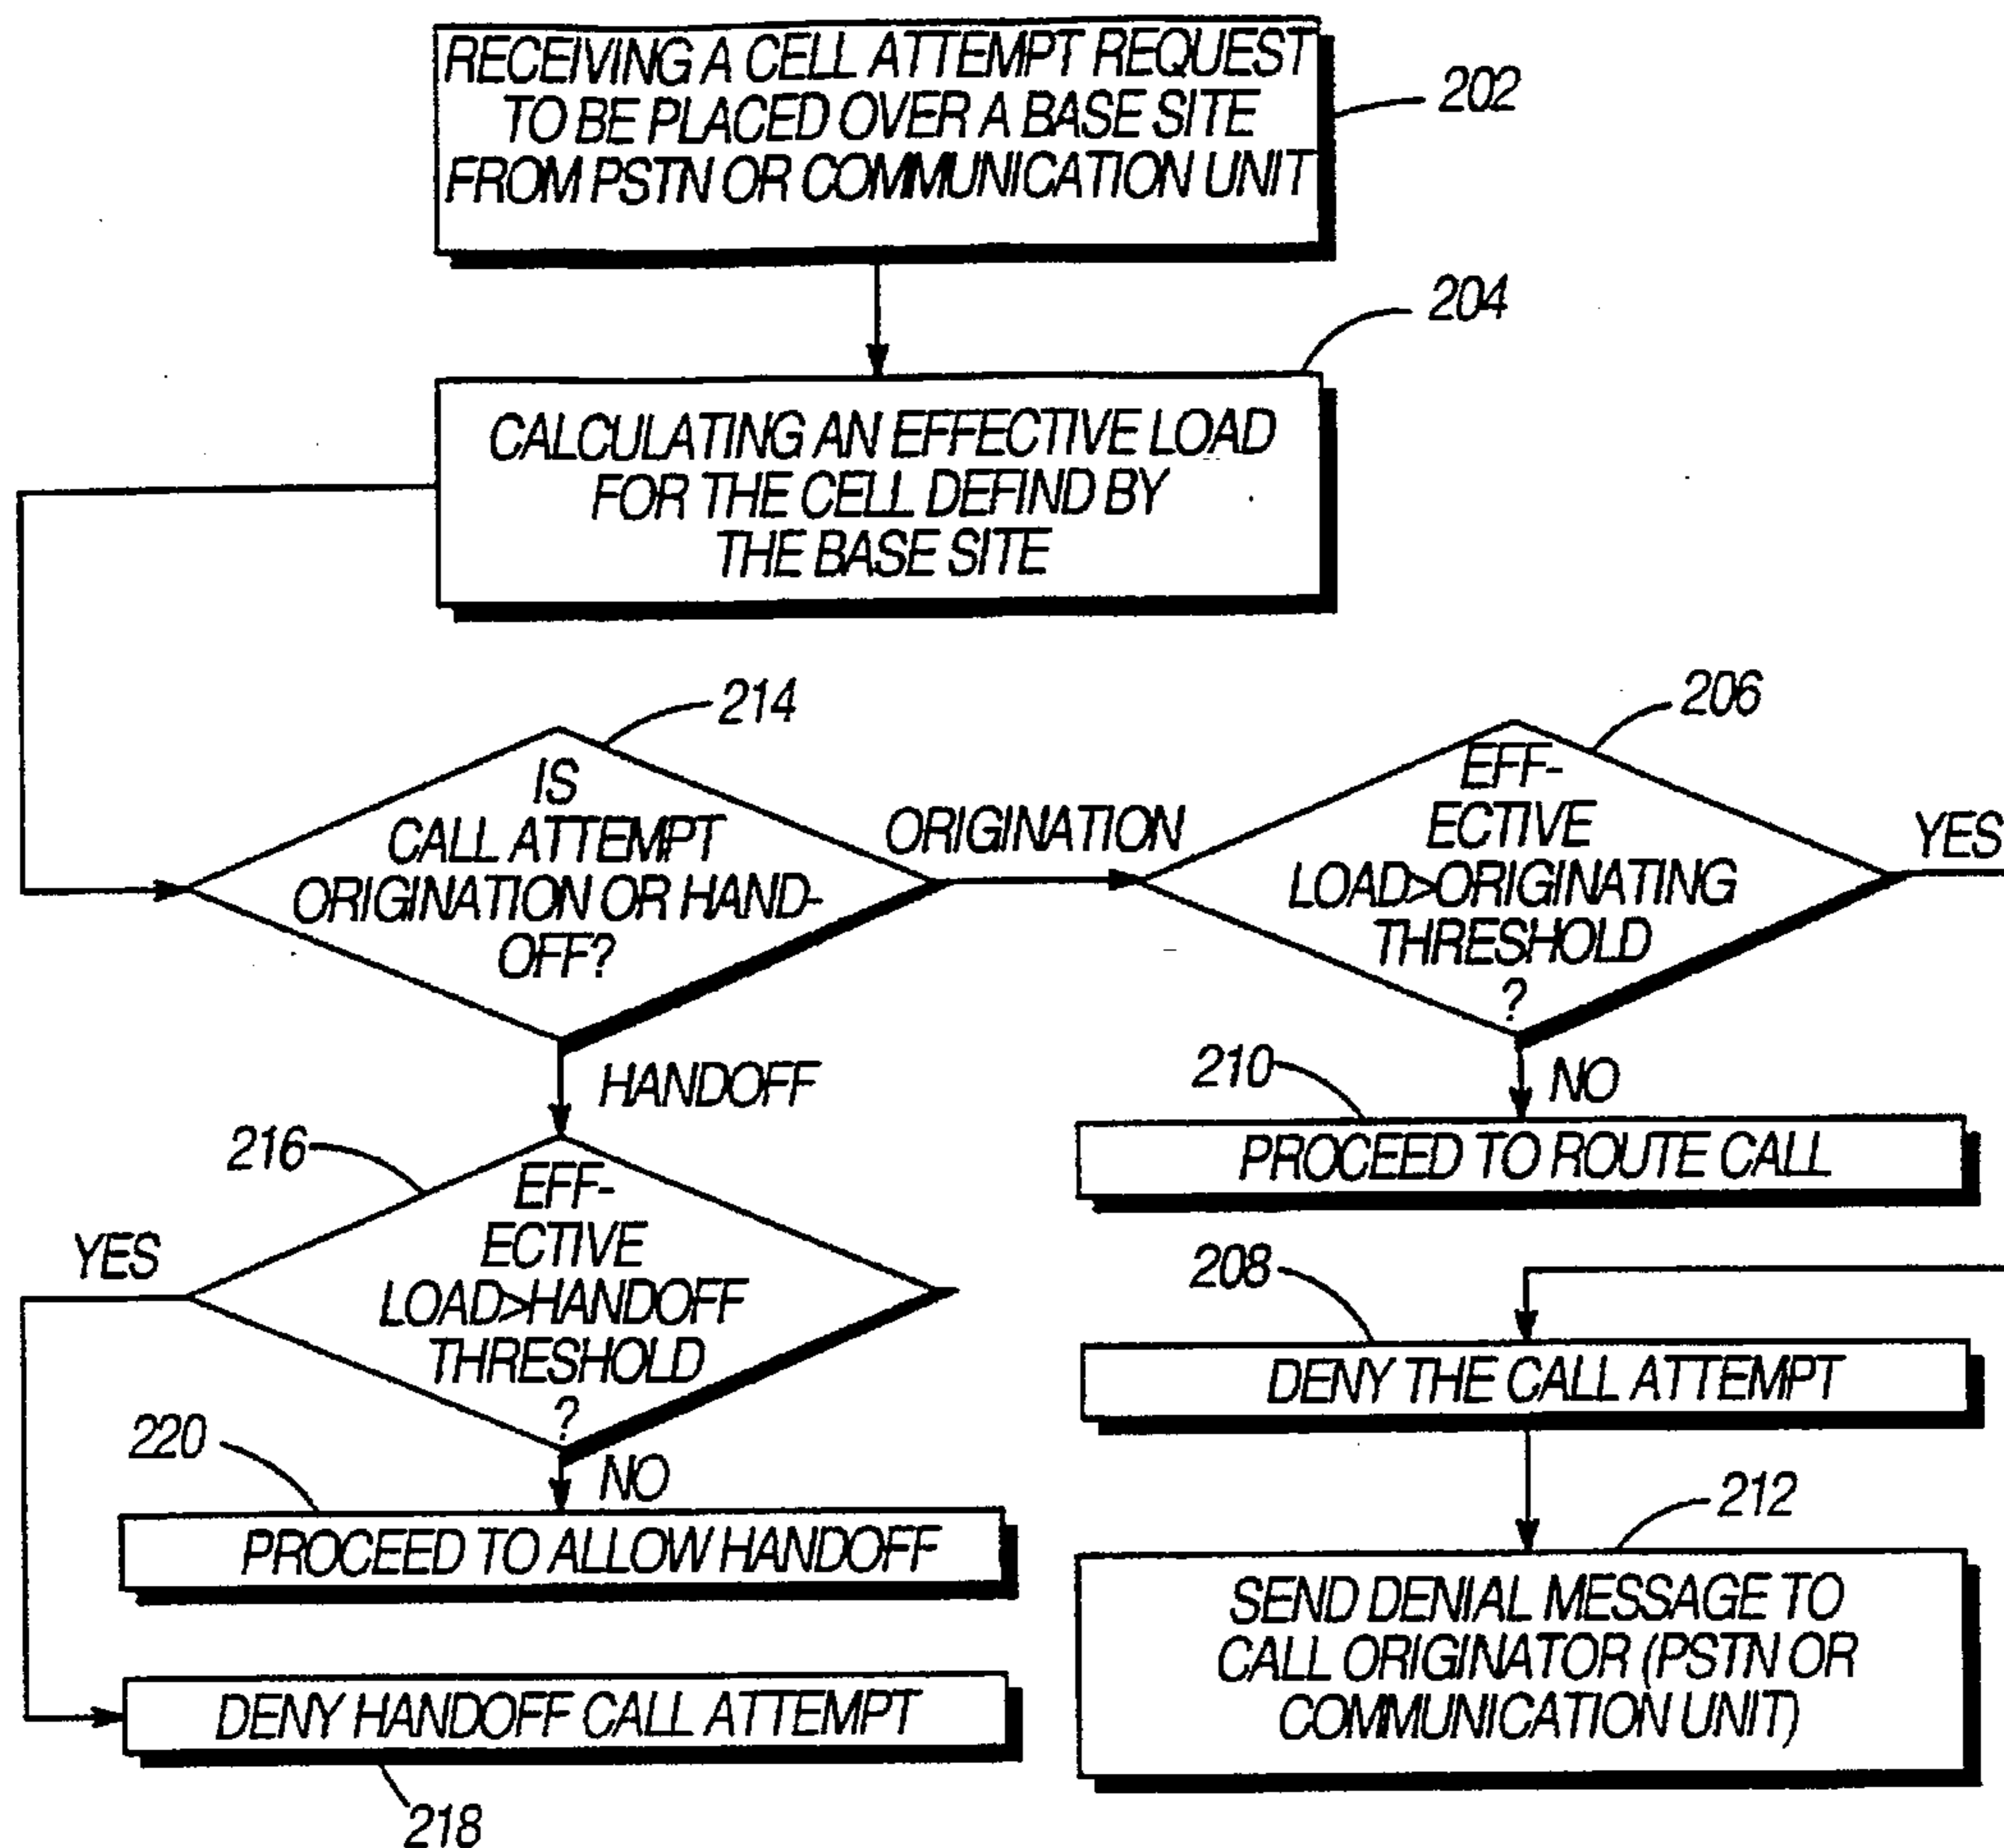 RECEIVING A CELL ATTEMPT REQUEST
TO BE PLACED OVER A BASE SITE
FROM PSTN OR COMMUNICATION UNIT
202
204
CALCULATING AN EFFECTIVE LOAD
FOR THE CELL DEFIND BY
THE BASE SITE
214
IS
CALL ATTEMPT
ORIGINATION OR HAND-
OFF?
ORIGINATION
206
EFF-
ECTIVE
LOAD>ORIGINATING
THRESHOLD
?
YES
NO
210
PROCEED TO ROUTE CALL
HANDOFF
216
EFF-
ECTIVE
LOAD>HANDOFF
THRESHOLD
?
YES
NO
220
PROCEED TO ALLOW HANDOFF
DENY HANDOFF CALL ATTEMPT
218
208
DENY THE CALL ATTEMPT
212
SEND DENIAL MESSAGE TO
CALL ORIGINATOR (PSTN OR
COMMUNICATION UNIT)